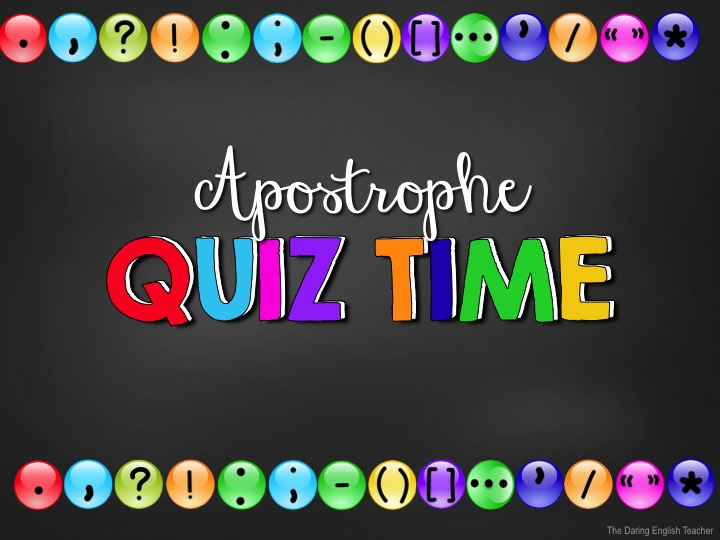 . , ? ! : ; - () [] ... ’ / “ ” *
Apostrophe
QUIZ TIME
. , ? ! : ; - () [] ... ’ / “ ” *
The Daring English Teacher